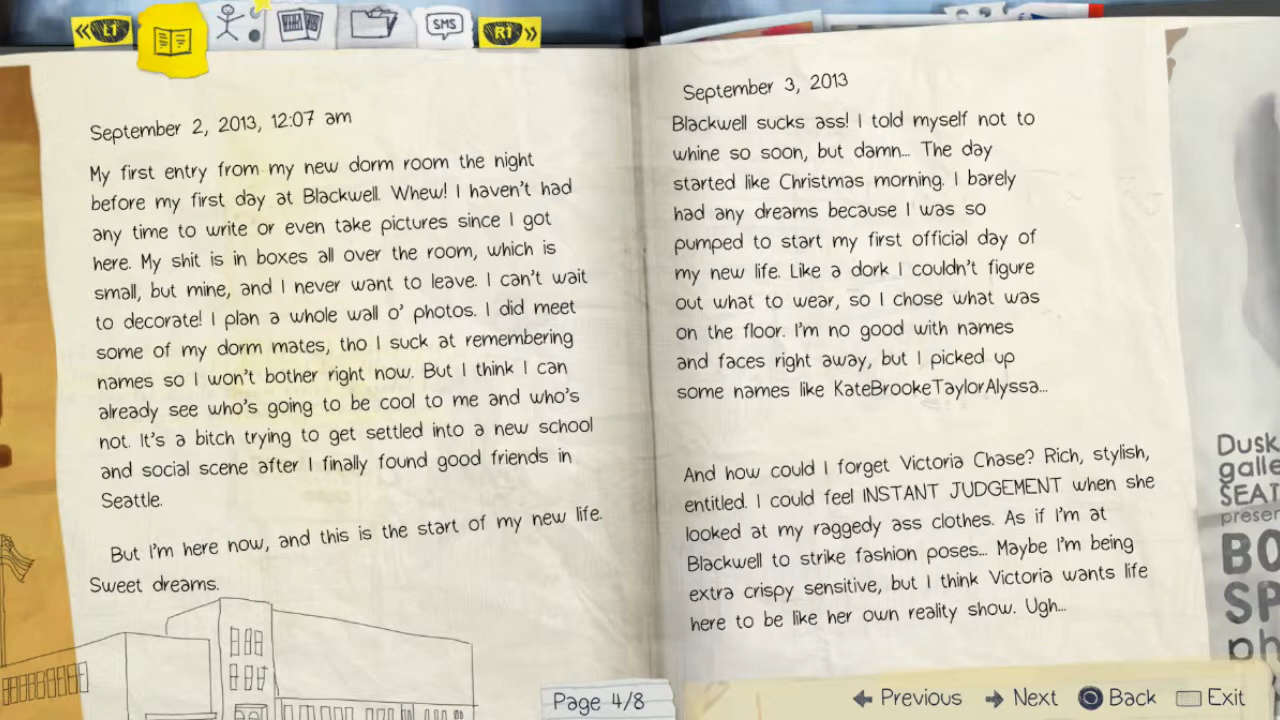 L1
SMS
R1
September 2, 2013, 12:07 am
My first entry from my new dorm room the night
before my first day at Blackwell. Whew! I haven't had
any time to write or even take pictures since I got
here. My shit is in boxes all over the room, which is
small, but mine, and I never want to leave. I can't wait
to decorate! I plan a whole wall o' photos. I did meet
some of my dorm mates, tho I suck at remembering
names so I won't bother right now. But I think I can
already see who's going to be cool to me and who's
not. It's a bitch trying to get settled into a new school
and social scene after I finally found good friends in
Seattle.
But I'm here now, and this is the start of my new life.
Sweet dreams.
September 3, 2013
Blackwell sucks ass! I told myself not to
whine so soon, but damn... The day
started like Christmas morning. I barely
had any dreams because I was so
pumped to start my first official day of
my new life. Like a dork I couldn't figure
out what to wear, so I chose what was
on the floor. I'm no good with names
and faces right away, but I picked up
some names like KateBrookeTaylorAlyssa...
And how could I forget Victoria Chase? Rich, stylish,
entitled. I could feel INSTANT JUDGEMENT when she
looked at my raggedy ass clothes. As if I'm at
Blackwell to strike fashion poses... Maybe I'm being
extra crispy sensitive, but I think Victoria wants life
here to be like her own reality show. Ugh...
Dusk
galle
SEAT
presen
BO
SP
ph
Page 4/8
Previous Next Back Exit